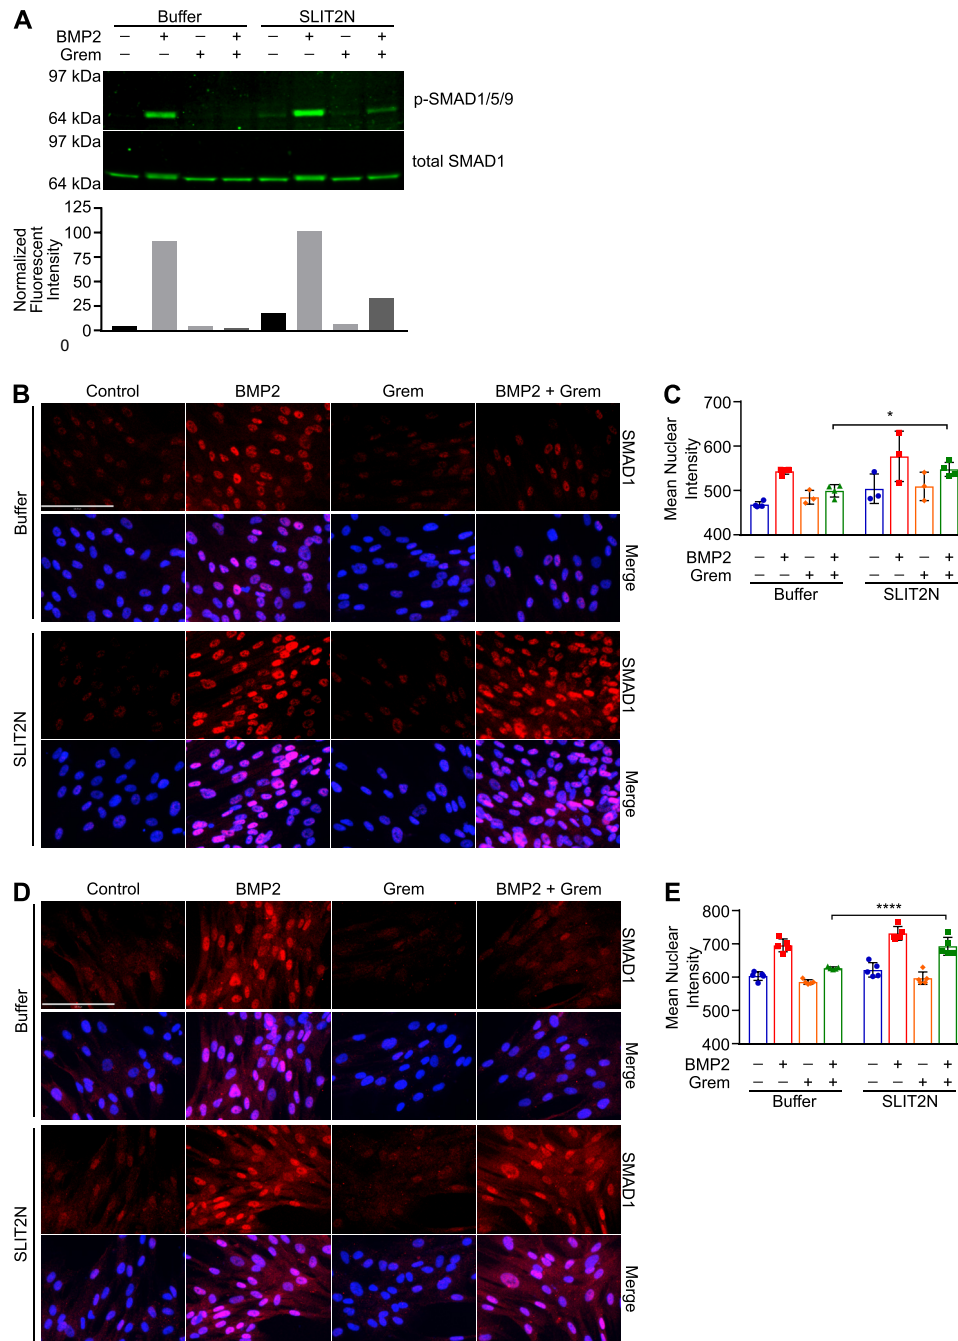 A
Buffer SLIT2N
BMP2 − + − + − + − +
Grem − − + + − − + +
97 kDa
p-SMAD1/5/9
64 kDa
97 kDa
total SMAD1
64 kDa
Normalized
Fluorescent
Intensity
125
100
75
50
25
0
0
B
Control BMP2 Grem BMP2 + Grem
Buffer
SMAD1
Merge
SLIT2N
SMAD1
Merge
C
Mean Nuclear
Intensity
700
600
500
400
*
BMP2 − + − + − + − +
Grem − − + + − − + +
Buffer SLIT2N
D
Control BMP2 Grem BMP2 + Grem
Buffer
SMAD1
Merge
SLIT2N
SMAD1
Merge
E
Mean Nuclear
Intensity
800
700
600
500
400
****
BMP2 − + − + − + − +
Grem − − + + − − + +
Buffer SLIT2N